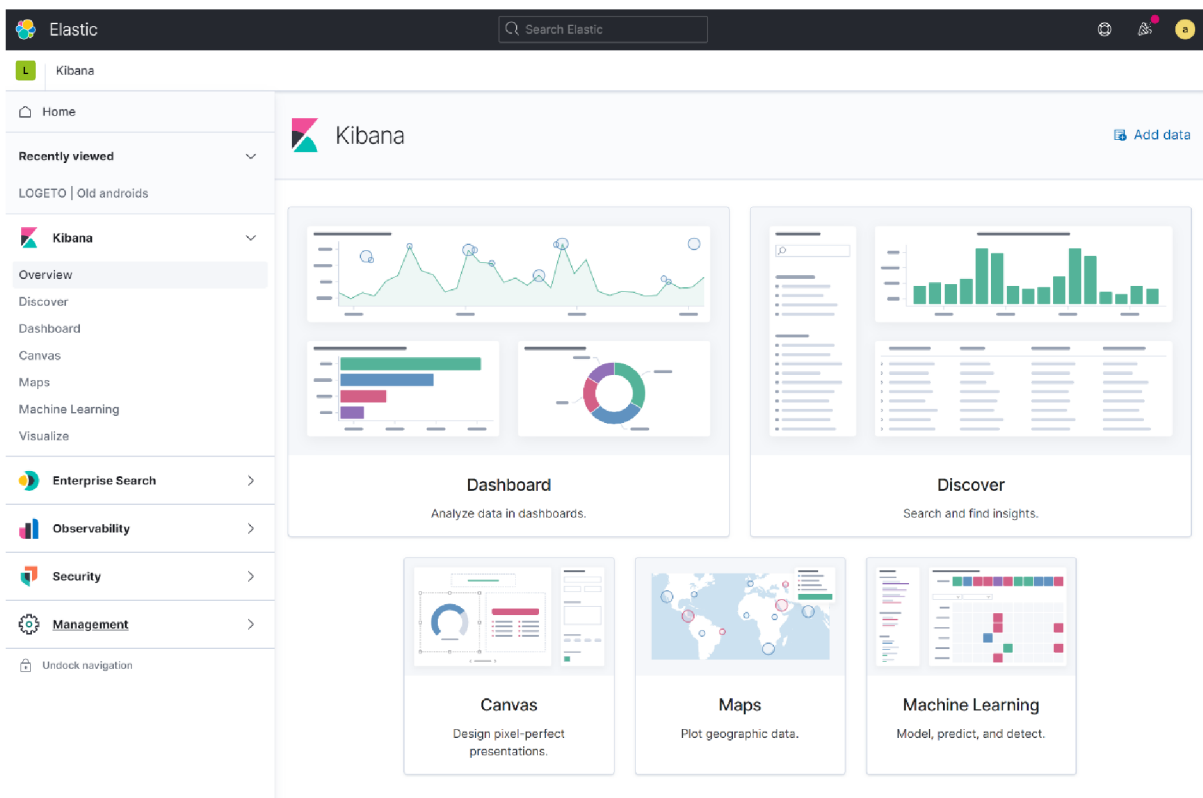 Elastic
Search Elastic
a
L
Kibana
Home
Recently viewed
LOGETO | Old androids
Kibana
Overview
Discover
Dashboard
Canvas
Maps
Machine Learning
Visualize
Enterprise Search
Observability
Security
Management
Undock navigation
Kibana
Add data
Dashboard
Analyze data in dashboards.
Discover
Search and find insights.
Canvas
Design pixel-perfect
presentations.
Maps
Plot geographic data.
Machine Learning
Model, predict, and detect.